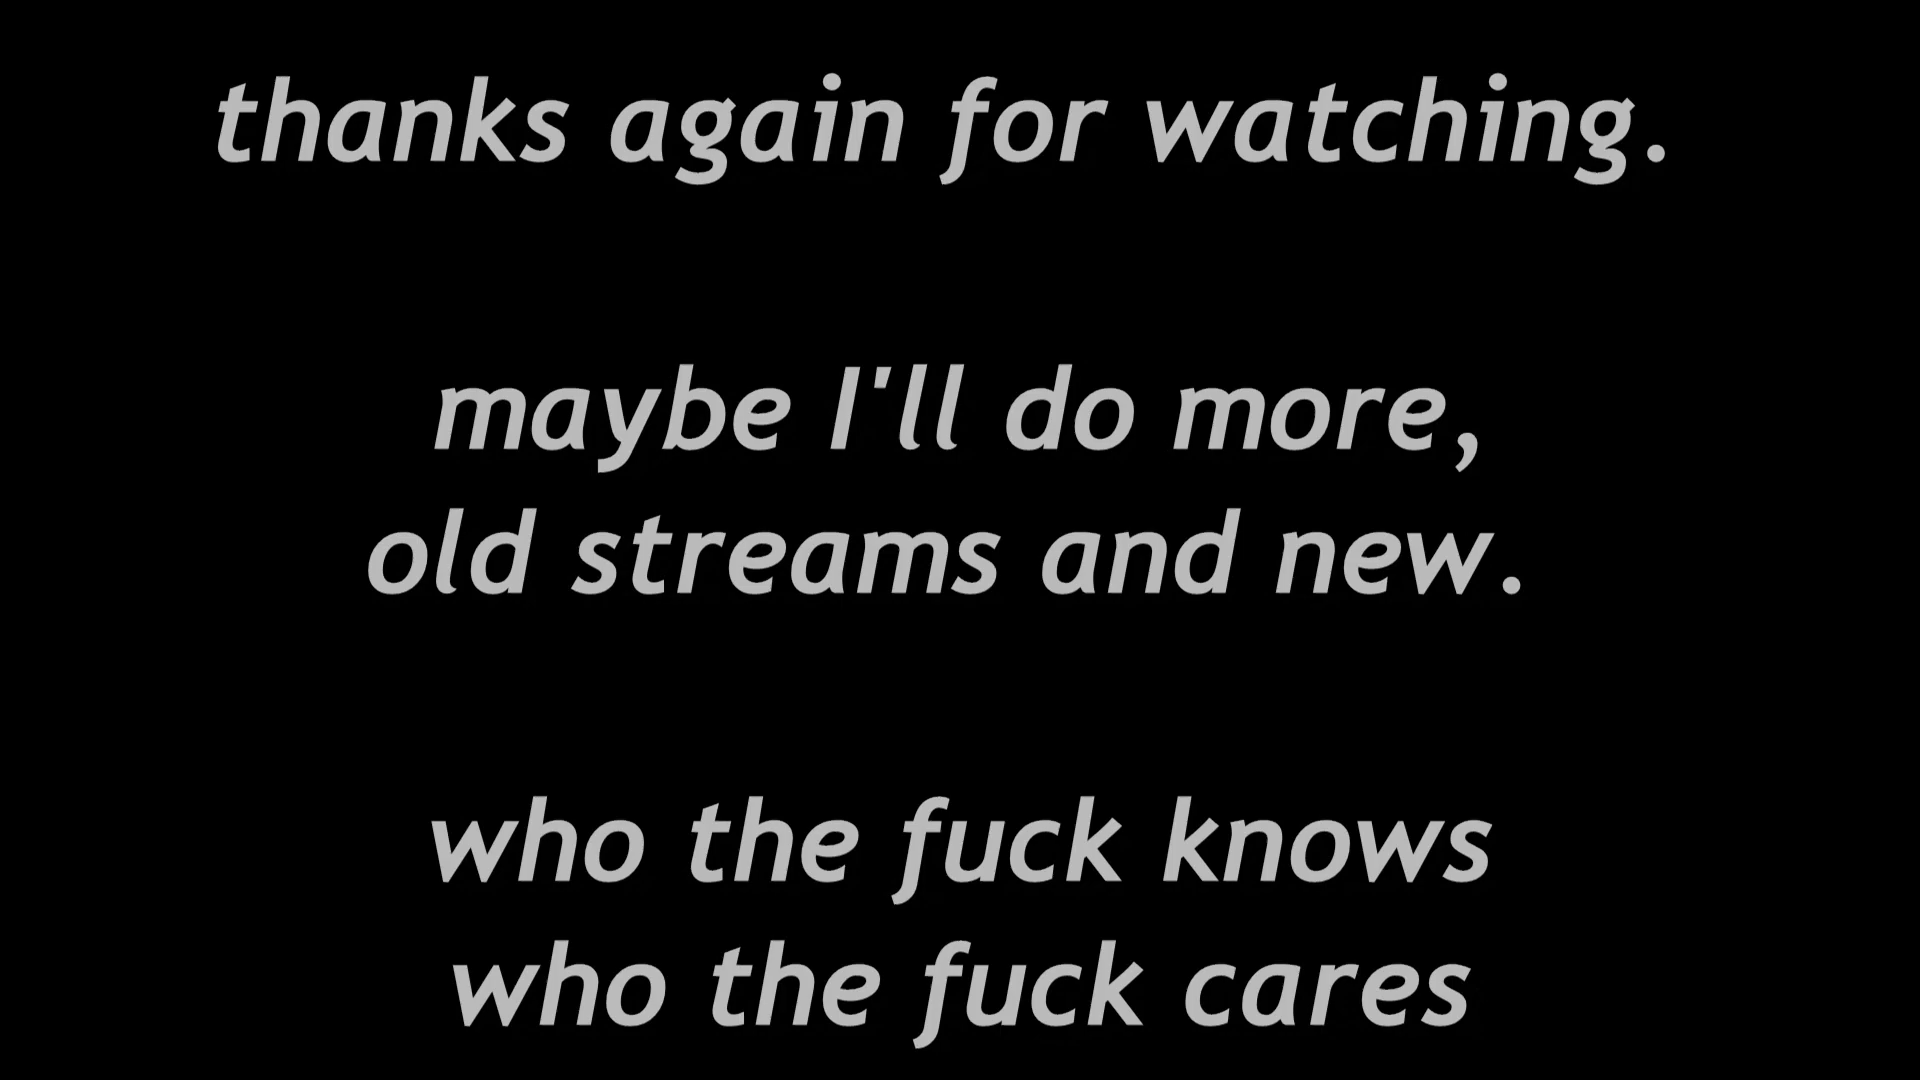 thanks again for watching.
maybe I'll do more,
old streams and new.
who the fuck knows
who the fuck cares